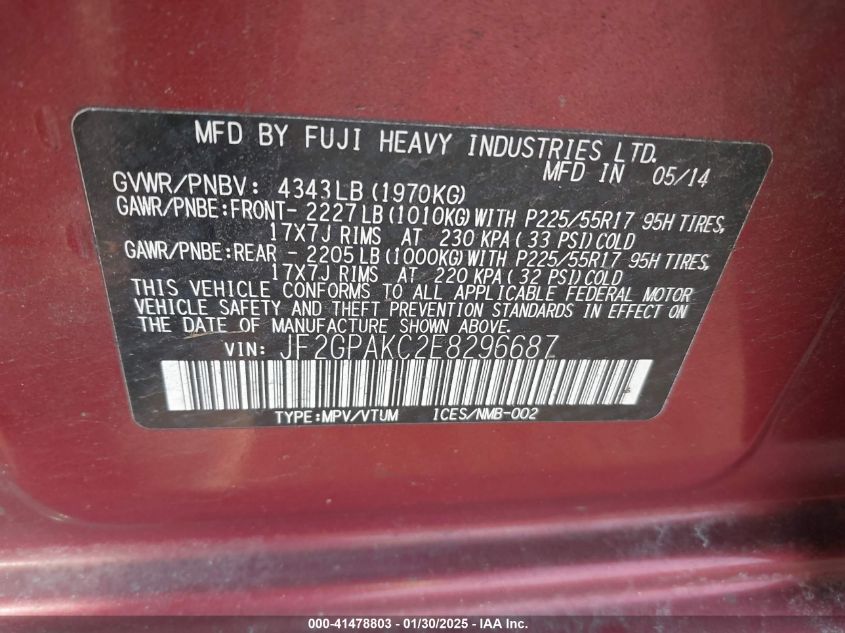 MFD BY FUJI HEAVY INDUSTRIES LTD.
MFD IN 05/14
GVWR/PNBV: 4343LB (1970KG)
GAWR/PNBE:FRONT- 2227LB (1010KG) WITH P225/55R17 95H TIRES,
17X7J RIMS AT 230 KPA ( 33 PSI) COLD
GAWR/PNBE:REAR - 2205LB (1000KG) WITH P225/55R17 95H TIRES,
17X7J RIMS AT 220 KPA ( 32 PSI) COLD
THIS VEHICLE CONFORMS TO ALL APPLICABLE FEDERAL MOTOR
VEHICLE SAFETY AND THEFT PREVENTION STANDARDS IN EFFECT ON
THE DATE OF MANUFACTURE SHOWN ABOVE.
VIN: JF2GPAKC2E8296687
TYPE:MPV/VTUM ICES/NMB-002
000-41478803 - 01/30/2025 - IAA Inc.